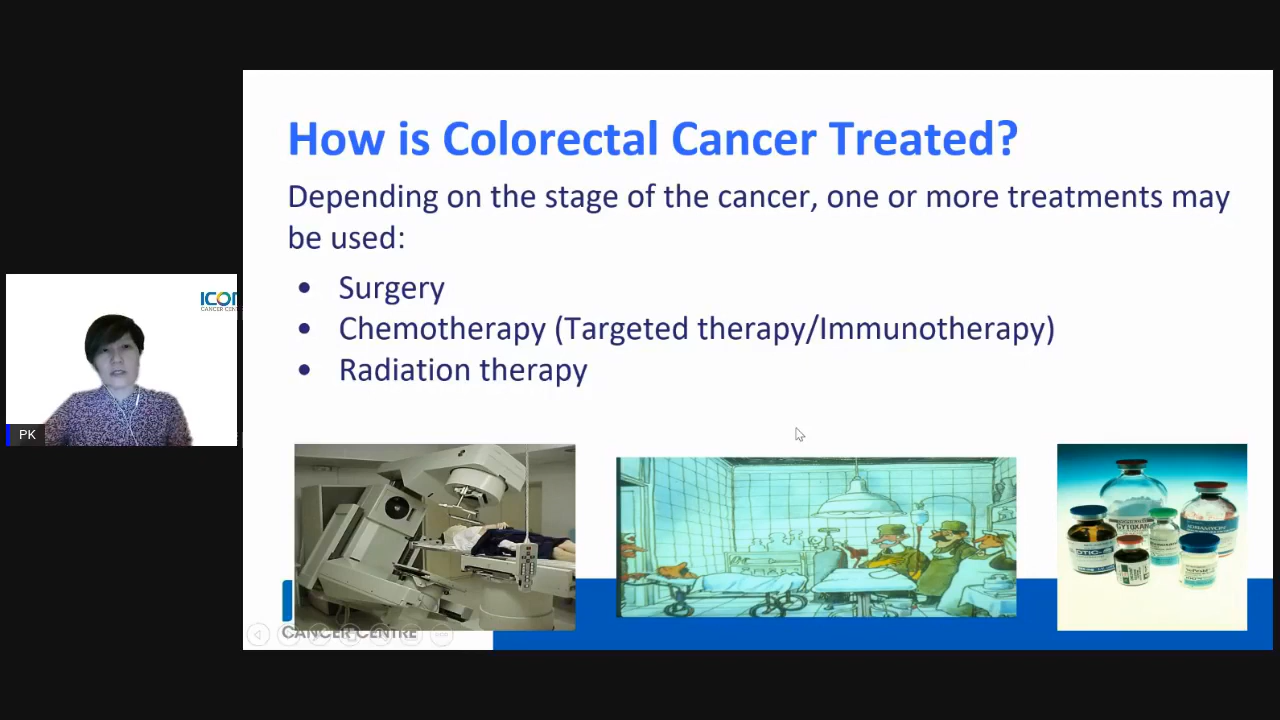 How is Colorectal Cancer Treated?
Depending on the stage of the cancer, one or more treatments may
be used:
• Surgery
• Chemotherapy (Targeted therapy/Immunotherapy)
• Radiation therapy
CANCER CENTRE
PK
CYTOXAN